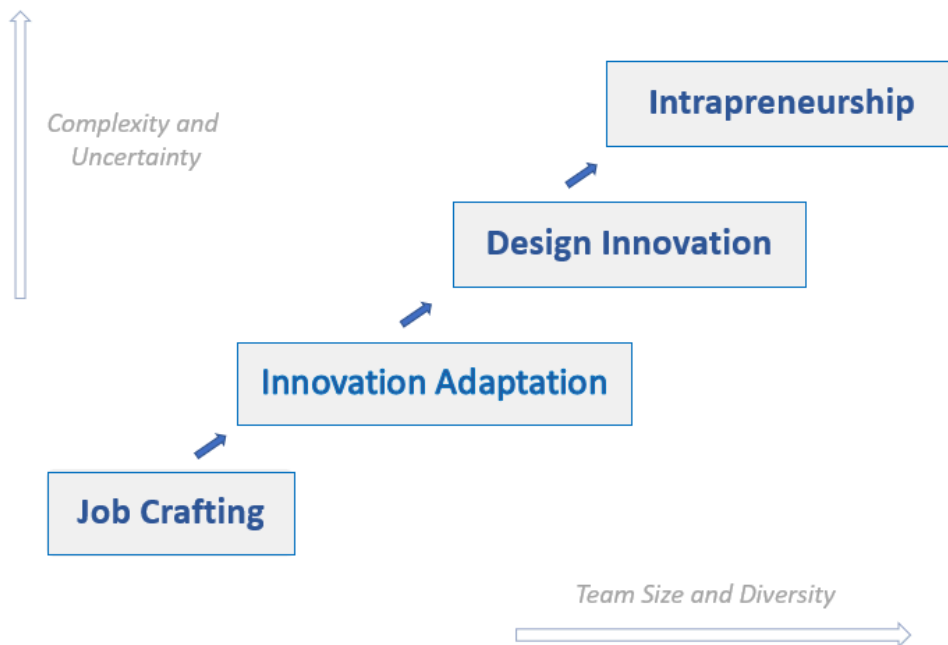 Intrapreneurship
Complexity and
Uncertainty
Design Innovation
Innovation Adaptation
Job Crafting
Team Size and Diversity